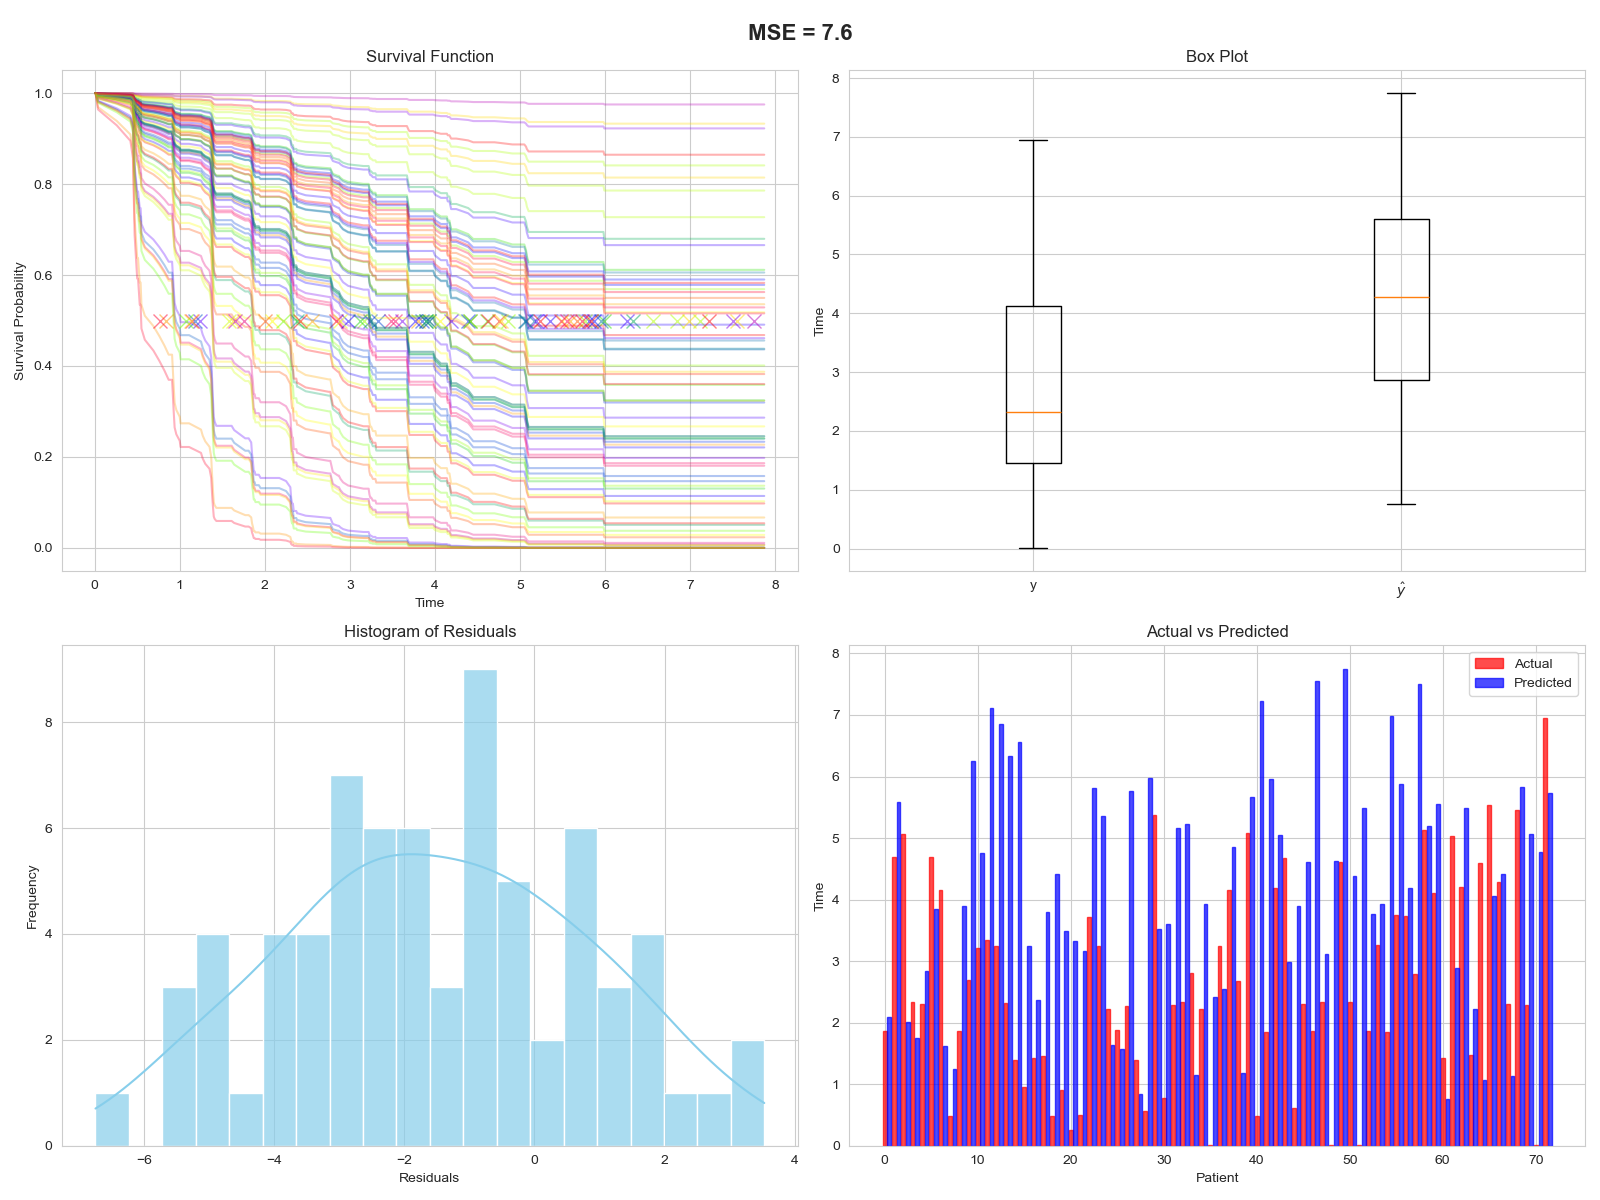 MSE = 7.6
Survival Function
1.0
0.8
0.6
0.4
0.2
0.0
Survival Probability
0 1 2 3 4 5 6 7 8
Time
Box Plot
8
7
6
5
4
3
2
1
0
Time
y ŷ
Histogram of Residuals
8
6
4
2
0
Frequency
−6 −4 −2 0 2 4
Residuals
Actual vs Predicted
8
7
6
5
4
3
2
1
0
Time
Actual
Predicted
0 10 20 30 40 50 60 70
Patient